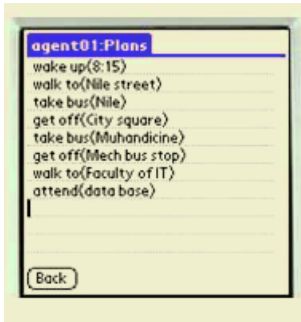 agent01:Plans
wake up(8:15)
walk to(Nile street)
take bus(Nile)
get off(City square)
take bus(Muhandicine)
get off(Mech bus stop)
walk to(Faculty of IT)
attend(data base)
Back